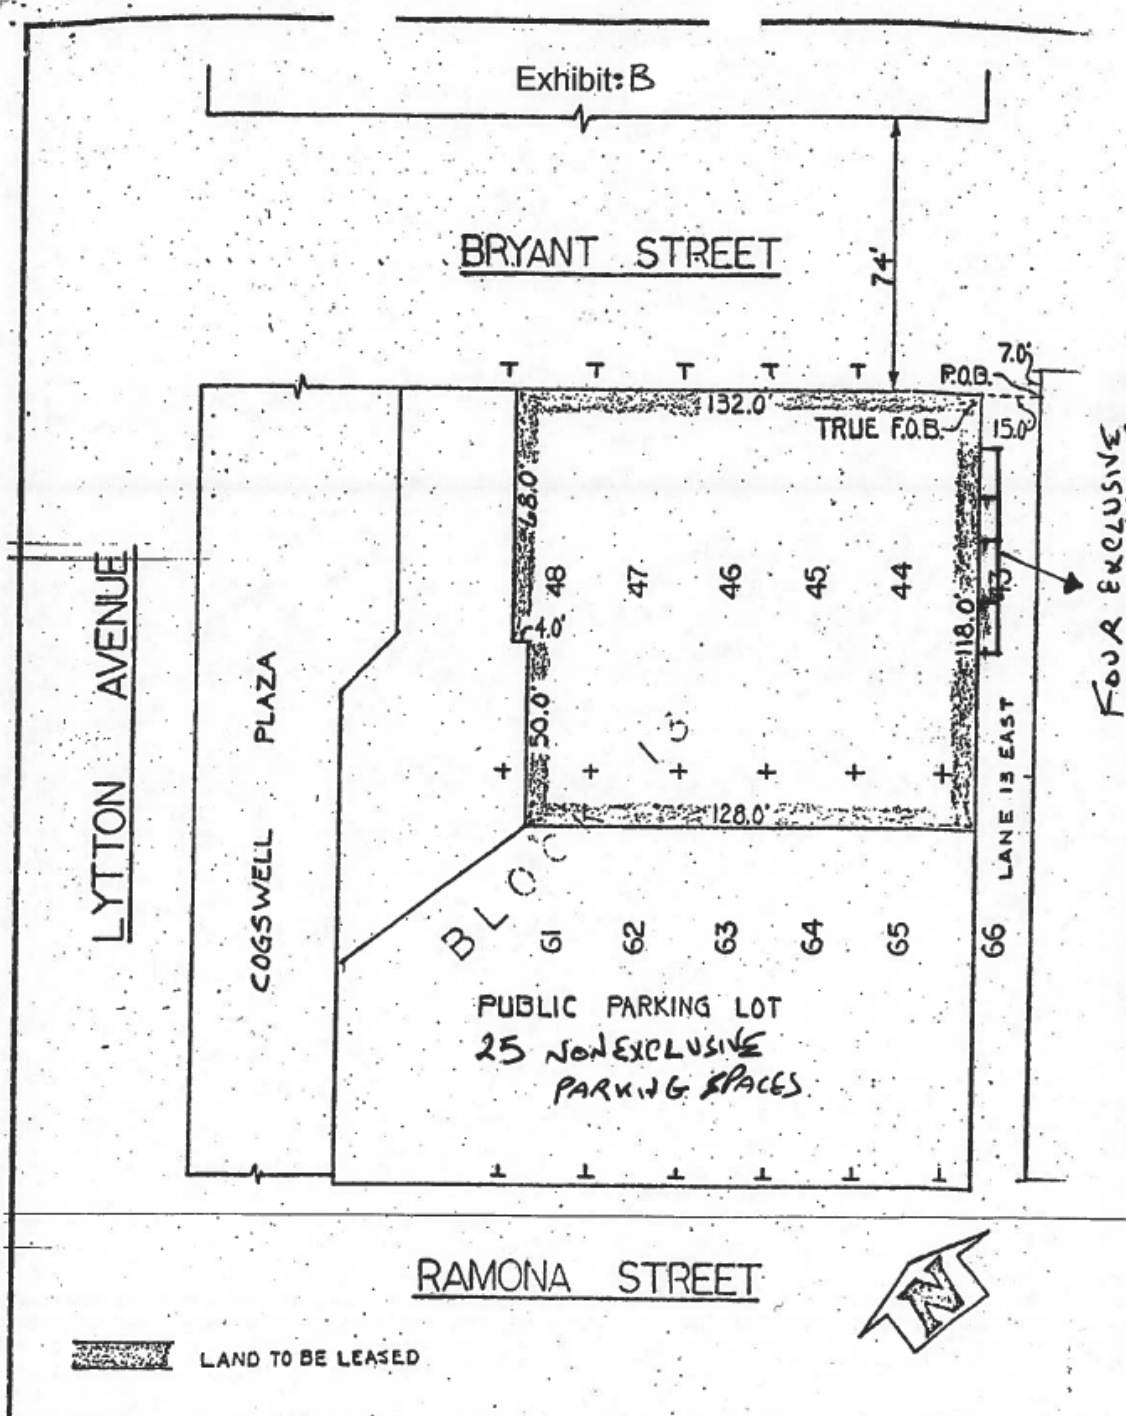 Exhibit: B
BRYANT STREET
74'
7.0'
P.O.B.
132.0'
TRUE P.O.B.
15.0'
68.0'
48
47
46
45
44
43
4.0'
118.0'
50.0'
128.0'
FOUR EXCLUSIVE
LYTTON AVENUE
COGSWELL PLAZA
LANE 13 EAST
BLOCK
61
62
63
64
65
66
PUBLIC PARKING LOT
25 NONEXCLUSIVE
PARKING SPACES
RAMONA STREET
N
LAND TO BE LEASED